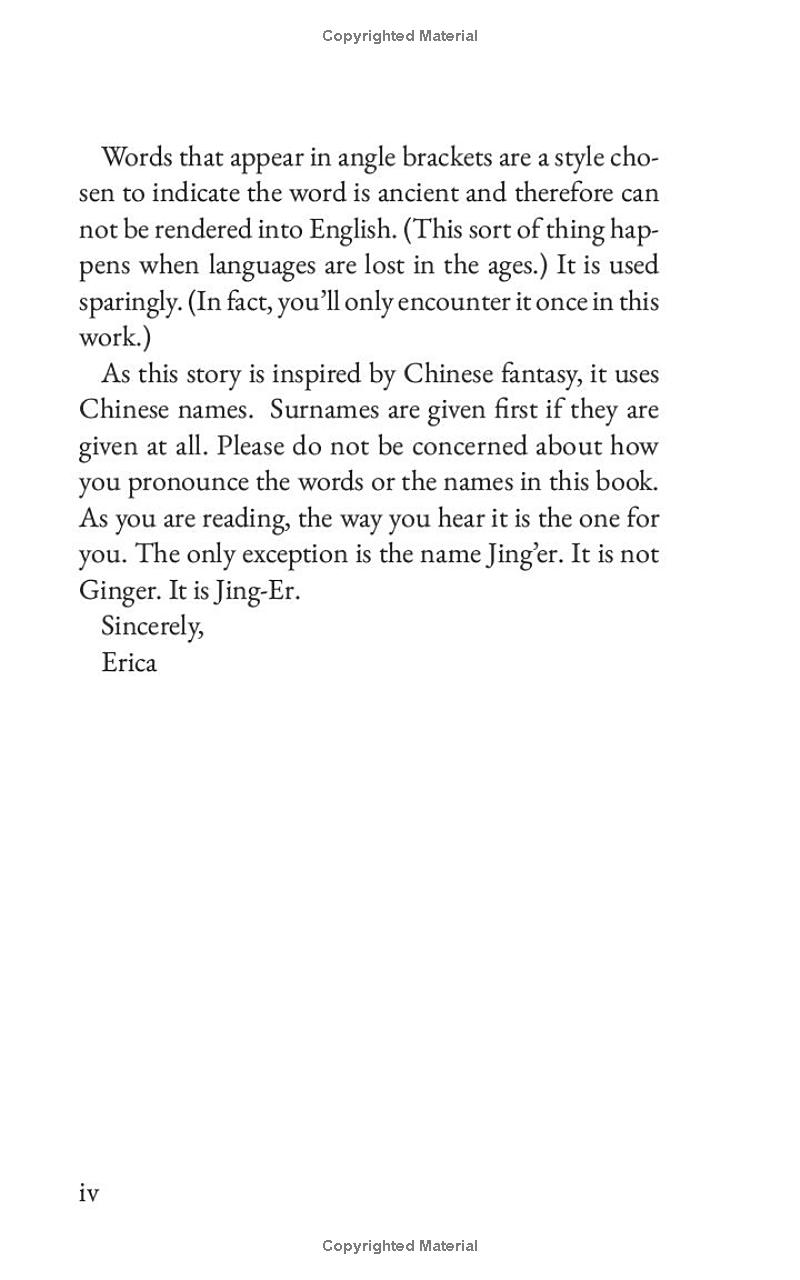 Copyrighted Material
Words that appear in angle brackets are a style cho-
sen to indicate the word is ancient and therefore can
not be rendered into English. (This sort of thing hap-
pens when languages are lost in the ages.) It is used
sparingly. (In fact, you’ll only encounter it once in this
work.)
As this story is inspired by Chinese fantasy, it uses
Chinese names.  Surnames are given first if they are
given at all. Please do not be concerned about how
you pronounce the words or the names in this book.
As you are reading, the way you hear it is the one for
you. The only exception is the name Jing’er. It is not
Ginger. It is Jing-Er.
Sincerely,
Erica
iv
Copyrighted Material